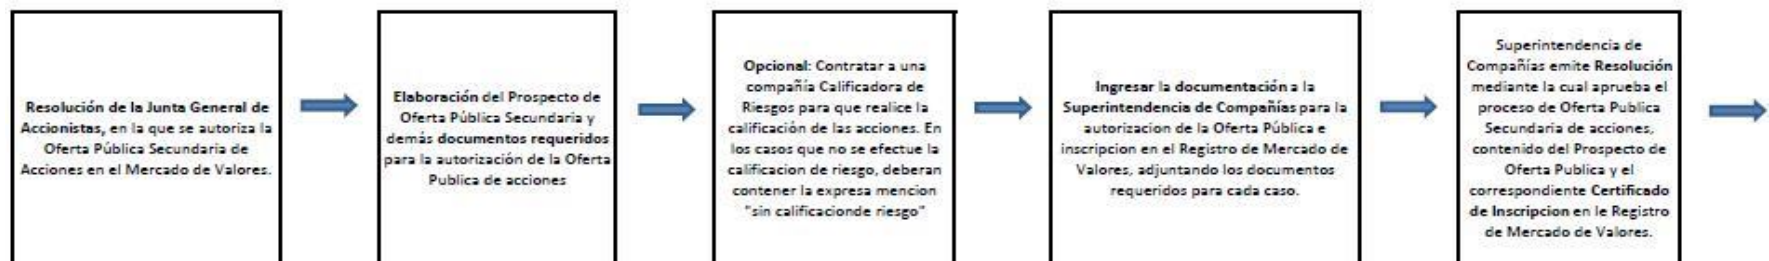 Resolución de la Junta General de
Accionistas, en la que se autoriza la
Oferta Pública Secundaria de
Acciones en el Mercado de Valores.
Elaboración del Prospecto de
Oferta Pública Secundaria y
demás documentos requeridos
para la autorización de la Oferta
Publica de acciones
Opcional: Contratar a una
compañía Calificadora de
Riesgos para que realice la
calificación de las acciones. En
los casos que no se efectue la
calificacion de riesgo, deberan
contener la expresa mencion
"sin calificacionde riesgo"
Ingresar la documentación a la
Superintendencia de Compañías para la
autorizacion de la Oferta Pública e
inscripcion en el Registro de Mercado de
Valores, adjuntando los documentos
requeridos para cada caso.
Superintendencia de
Compañías emite Resolución
mediante la cual aprueba el
proceso de Oferta Publica
Secundaria de acciones,
contenido del Prospecto de
Oferta Publica y el
correspondiente Certificado
de Inscripcion en le Registro
de Mercado de Valores.